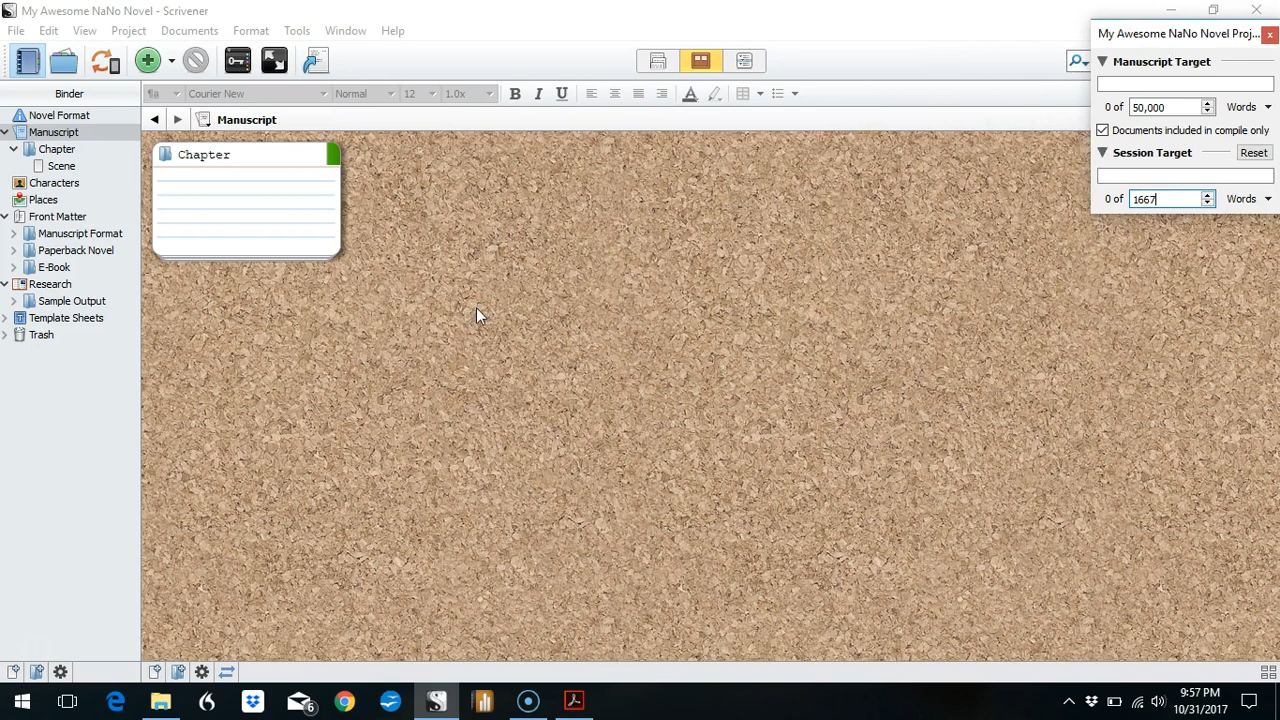 My Awesome NaNo Novel - Scrivener
File Edit View Project Documents Format Tools Window Help
My Awesome NaNo Novel Proj...
Manuscript Target
0 of 50,000 Words
Documents included in compile only
Session Target Reset
0 of 1667 Words
Binder
Courier New Normal 12 1.0x B I U A
Manuscript
Novel Format
Manuscript
Chapter
Scene
Characters
Places
Front Matter
Manuscript Format
Paperback Novel
E-Book
Research
Sample Output
Template Sheets
Trash
Chapter
6
9:57 PM
10/31/2017